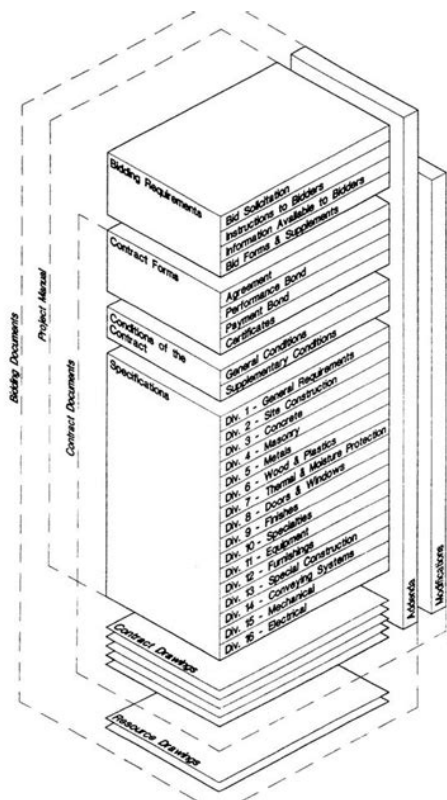 Bidding Requirements
Bid Solicitation
Instructions to Bidders
Information Available to Bidders
Bid Forms & Supplements
Contract Forms
Agreement
Performance Bond
Payment Bond
Certificates
Conditions of the
Contract
General Conditions
Supplementary Conditions
Specifications
Div. 1 - General Requirements
Div. 2 - Site Construction
Div. 3 - Concrete
Div. 4 - Masonry
Div. 5 - Metals
Div. 6 - Wood & Plastics
Div. 7 - Thermal & Moisture Protection
Div. 8 - Doors & Windows
Div. 9 - Finishes
Div. 10 - Specialties
Div. 11 - Equipment
Div. 12 - Furnishings
Div. 13 - Special Construction
Div. 14 - Conveying Systems
Div. 15 - Mechanical
Div. 16 - Electrical
Contract Drawings
Resource Drawings
Bidding Documents
Project Manual
Contract Documents
Addenda
Modifications